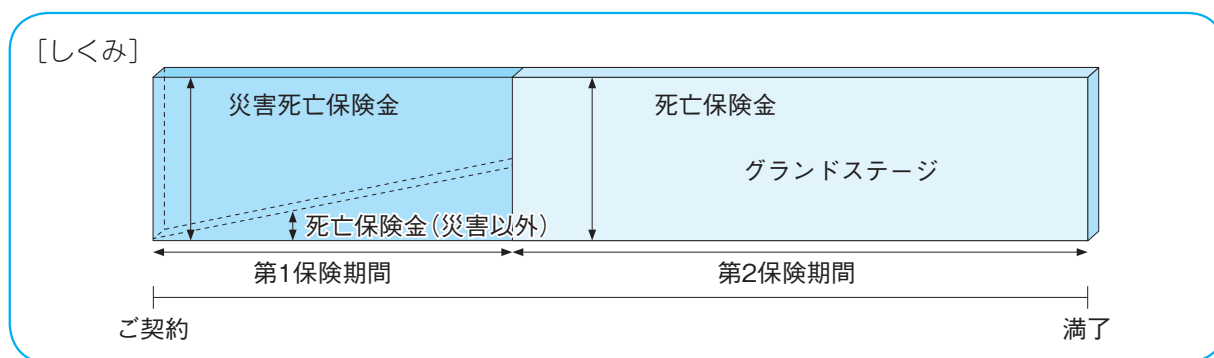 [しくみ]
災害死亡保険金
死亡保険金
グランドステージ
死亡保険金(災害以外)
第1保険期間
第2保険期間
ご契約
満了